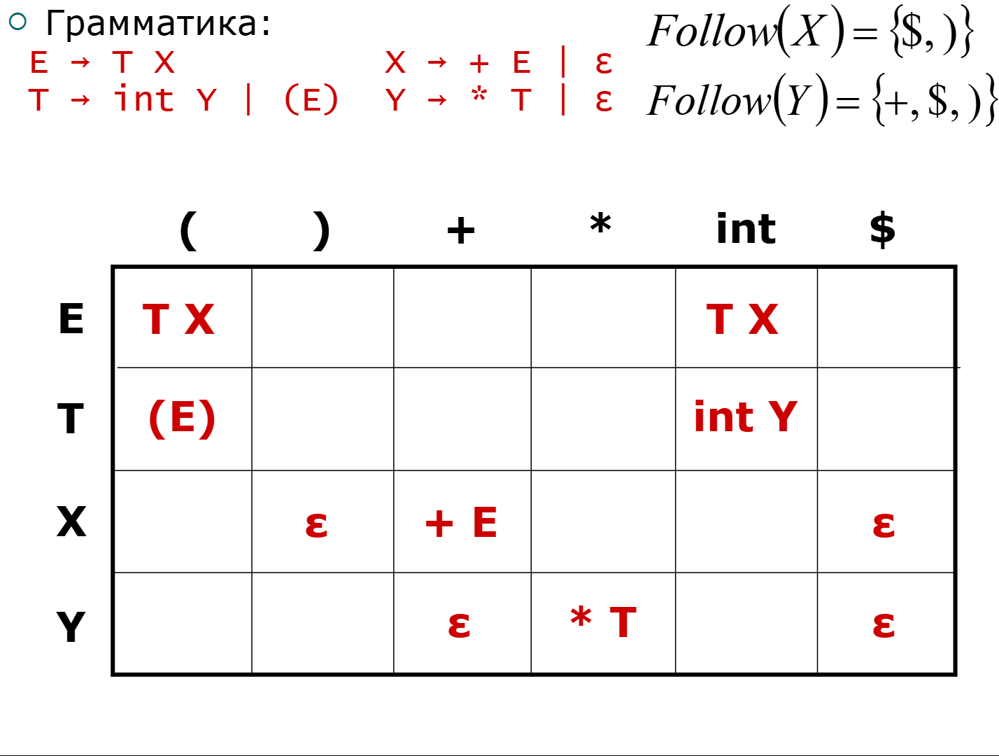 Грамматика:
E → T X X → + E | ε
T → int Y | (E) Y → * T | ε
Follow(X) = {$, )}
Follow(Y) = {+, $, )}
( ) + * int $
E T X T X
T (E) int Y
X ε + E ε
Y ε * T ε